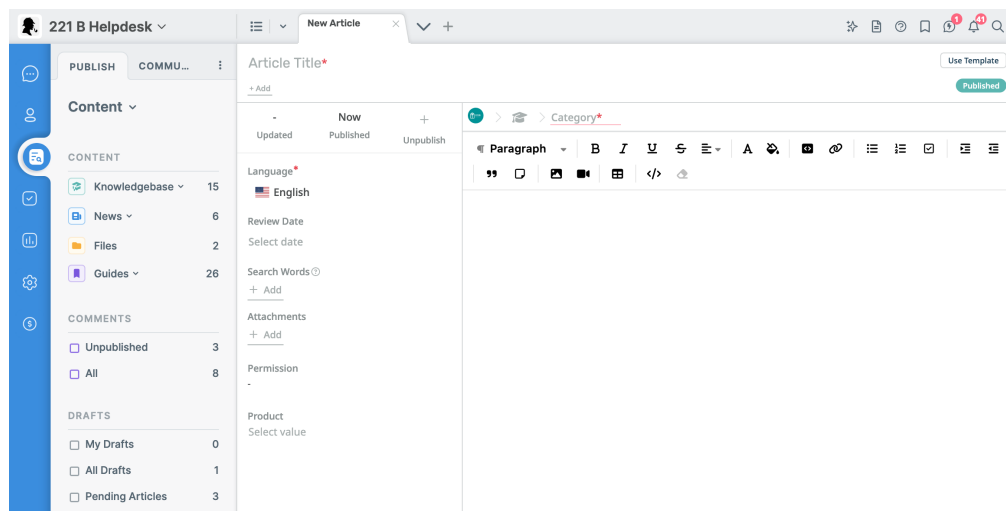 221 B Helpdesk
New Article
1
41
PUBLISH
COMMU...
Content
CONTENT
Knowledgebase 15
News 6
Files 2
Guides 26
COMMENTS
Unpublished 3
All 8
DRAFTS
My Drafts 0
All Drafts 1
Pending Articles 3
Article Title*
+ Add
Use Template
Published
-
Updated
Now
Published
+
Unpublish
Language*
English
Review Date
Select date
Search Words
+ Add
Attachments
+ Add
Permission
-
Product
Select value
Category*
Paragraph B I U S A